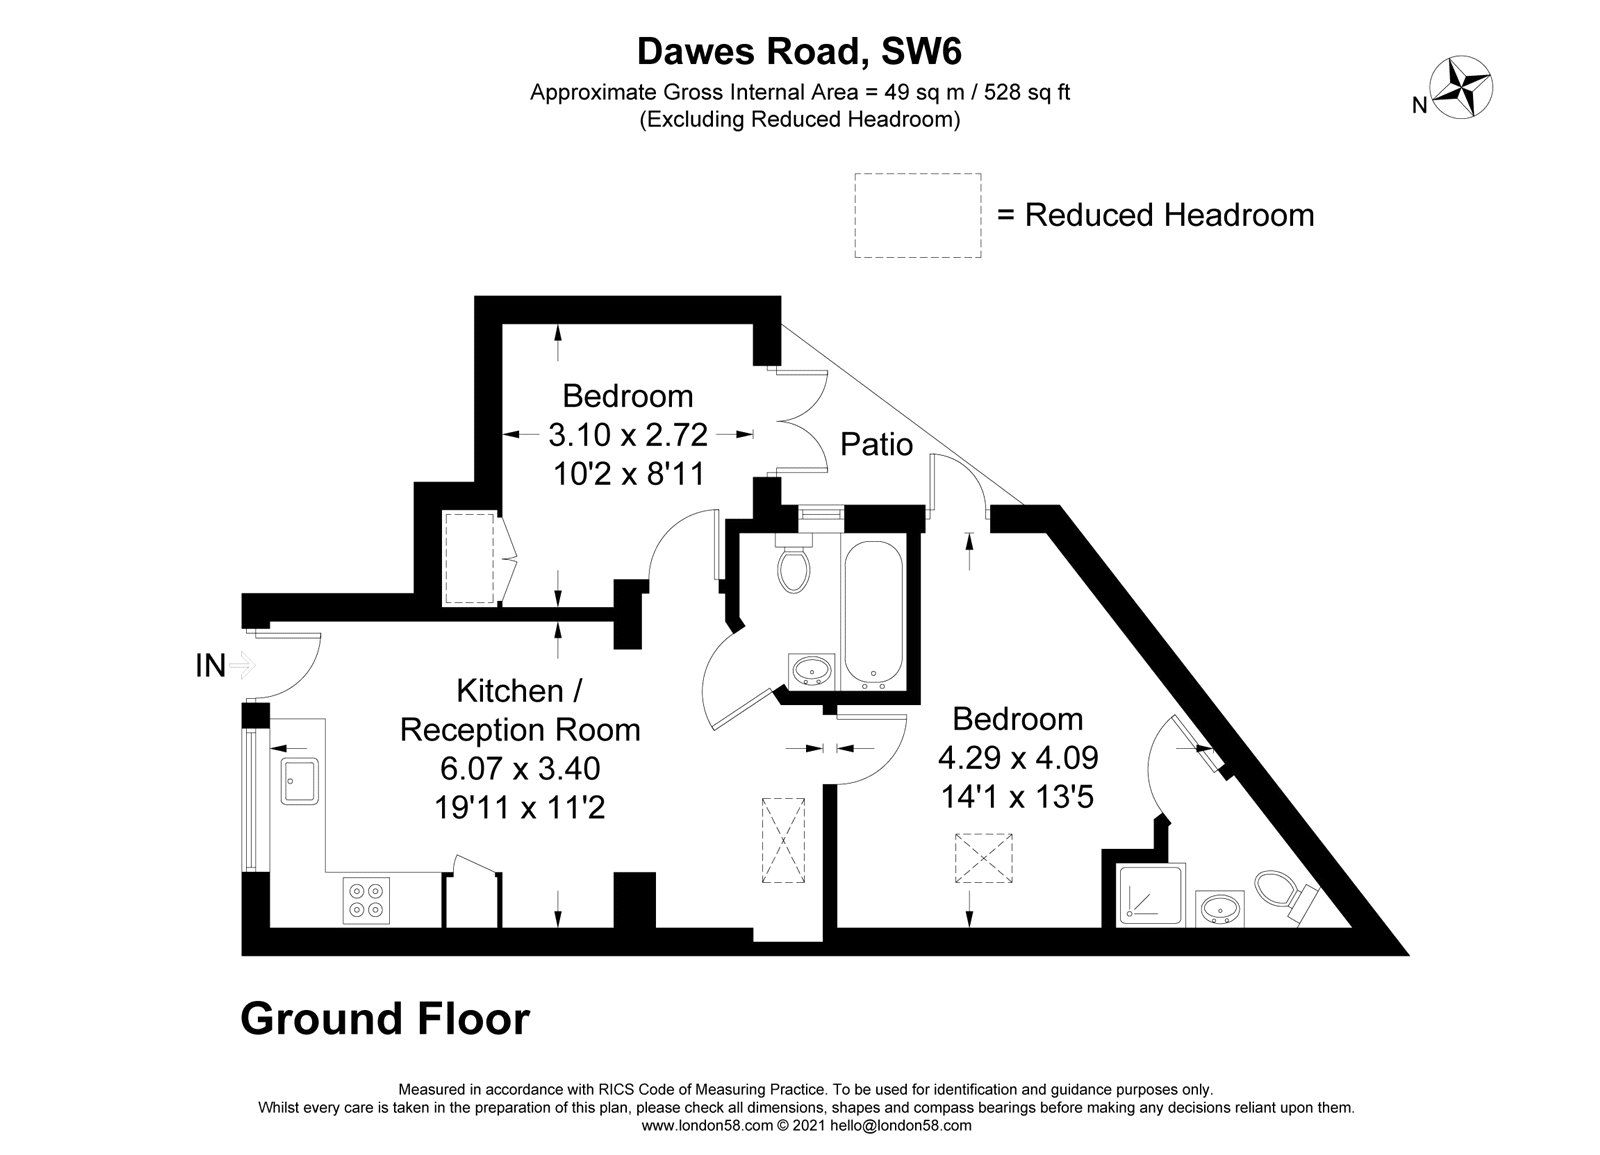 Dawes Road, SW6
Approximate Gross Internal Area = 49 sq m / 528 sq ft
(Excluding Reduced Headroom)
N
= Reduced Headroom
Bedroom
3.10 x 2.72
10'2 x 8'11
Patio
IN
Kitchen /
Reception Room
6.07 x 3.40
19'11 x 11'2
Bedroom
4.29 x 4.09
14'1 x 13'5
Ground Floor
Measured in accordance with RICS Code of Measuring Practice. To be used for identification and guidance purposes only.
Whilst every care is taken in the preparation of this plan, please check all dimensions, shapes and compass bearings before making any decisions reliant upon them.
www.london58.com © 2021 hello@london58.com